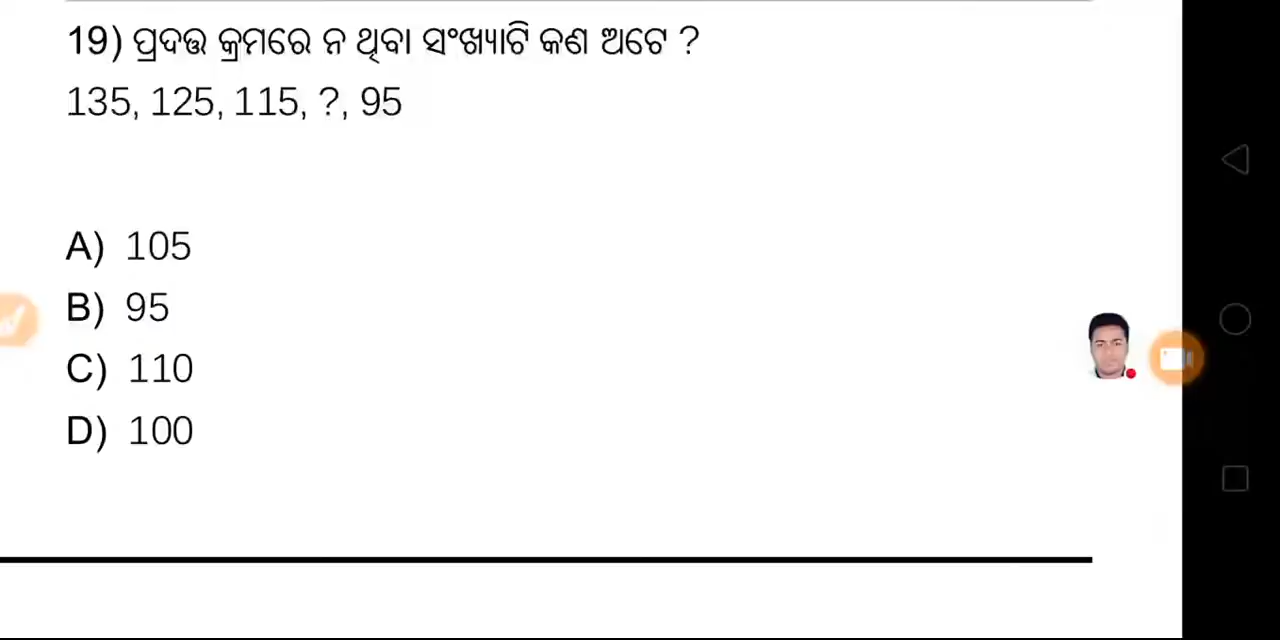 19) ପ୍ରଦତ୍ତ କ୍ରମରେ ନ ଥିବା ସଂଖ୍ୟାଟି କଣ ଅଟେ ?
135, 125, 115, ?, 95
A) 105
B) 95
C) 110
D) 100